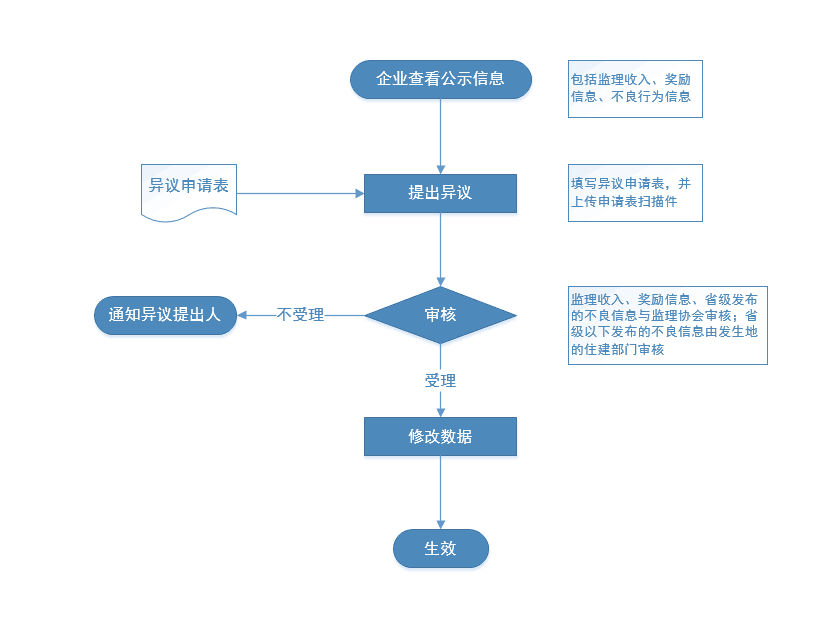 企业查看公示信息
包括监理收入、奖励
信息、不良行为信息
异议申请表
提出异议
填写异议申请表，并
上传申请表扫描件
通知异议提出人
不受理
审核
监理收入、奖励信息、省级发布
的不良信息与监理协会审核；省
级以下发布的不良信息由发生地
的住建部门审核
受理
修改数据
生效